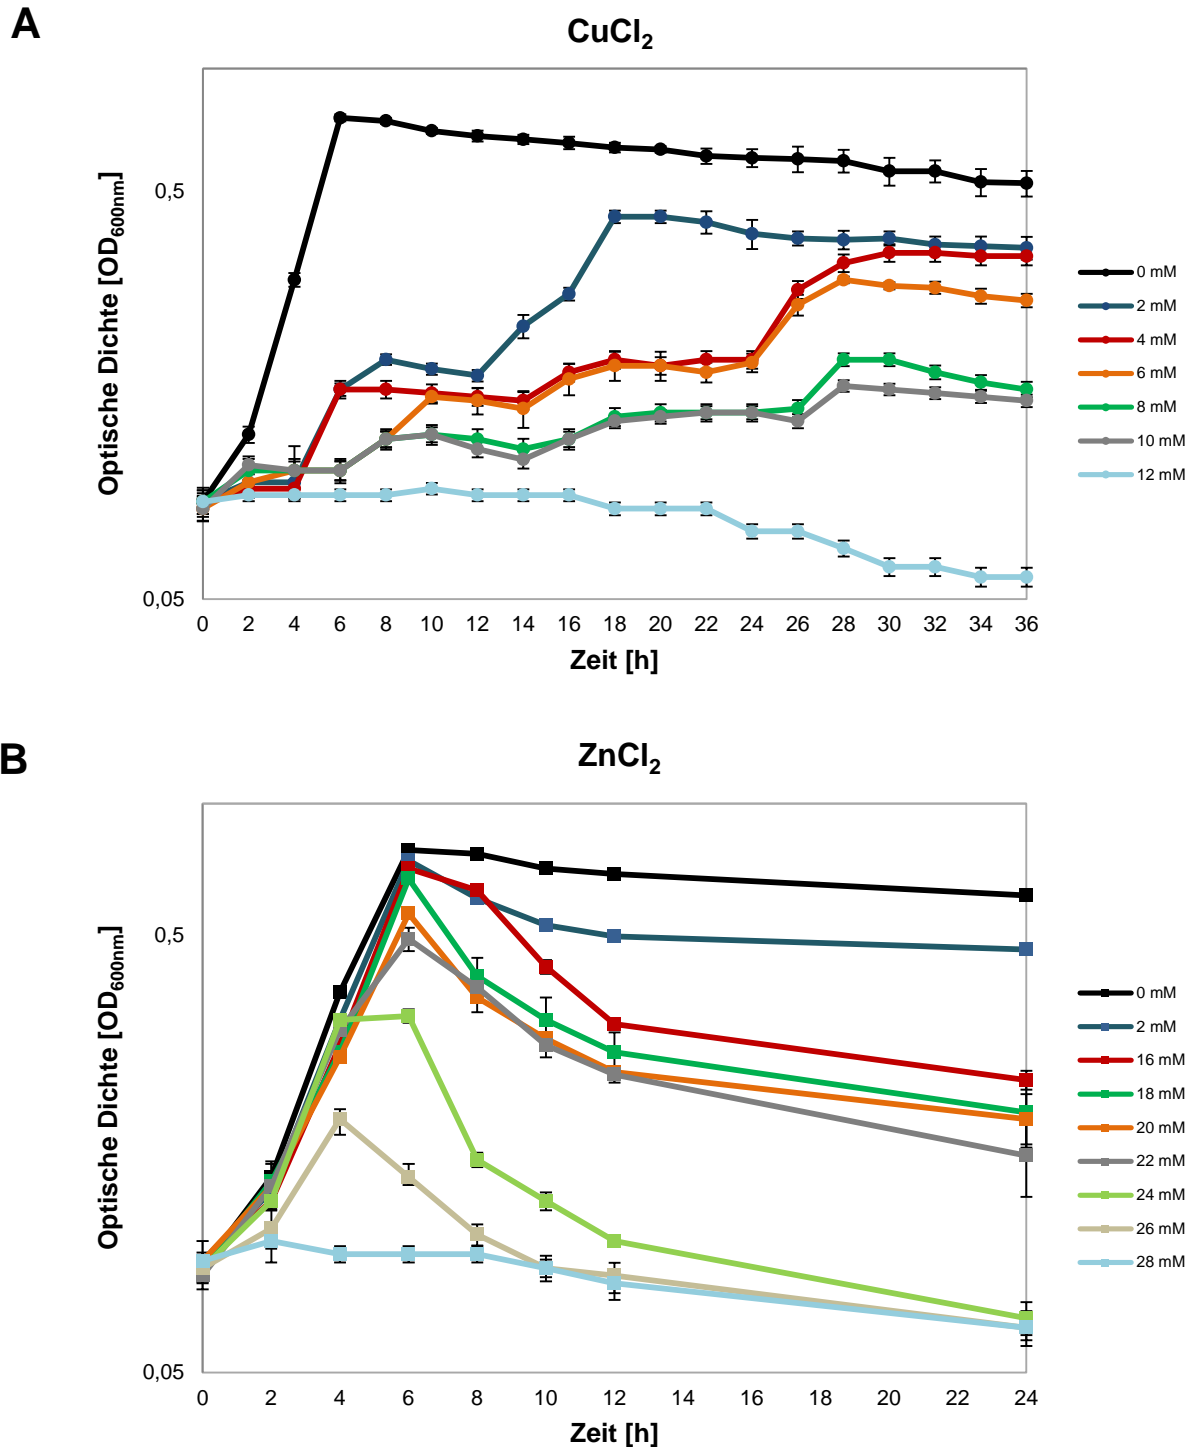 A
CuCl₂
Optische Dichte [OD₆₀₀nm]
0,5
0,05
0 2 4 6 8 10 12 14 16 18 20 22 24 26 28 30 32 34 36
Zeit [h]
0 mM
2 mM
4 mM
6 mM
8 mM
10 mM
12 mM
B
ZnCl₂
Optische Dichte [OD₆₀₀nm]
0,5
0,05
0 2 4 6 8 10 12 14 16 18 20 22 24
Zeit [h]
0 mM
2 mM
16 mM
18 mM
20 mM
22 mM
24 mM
26 mM
28 mM